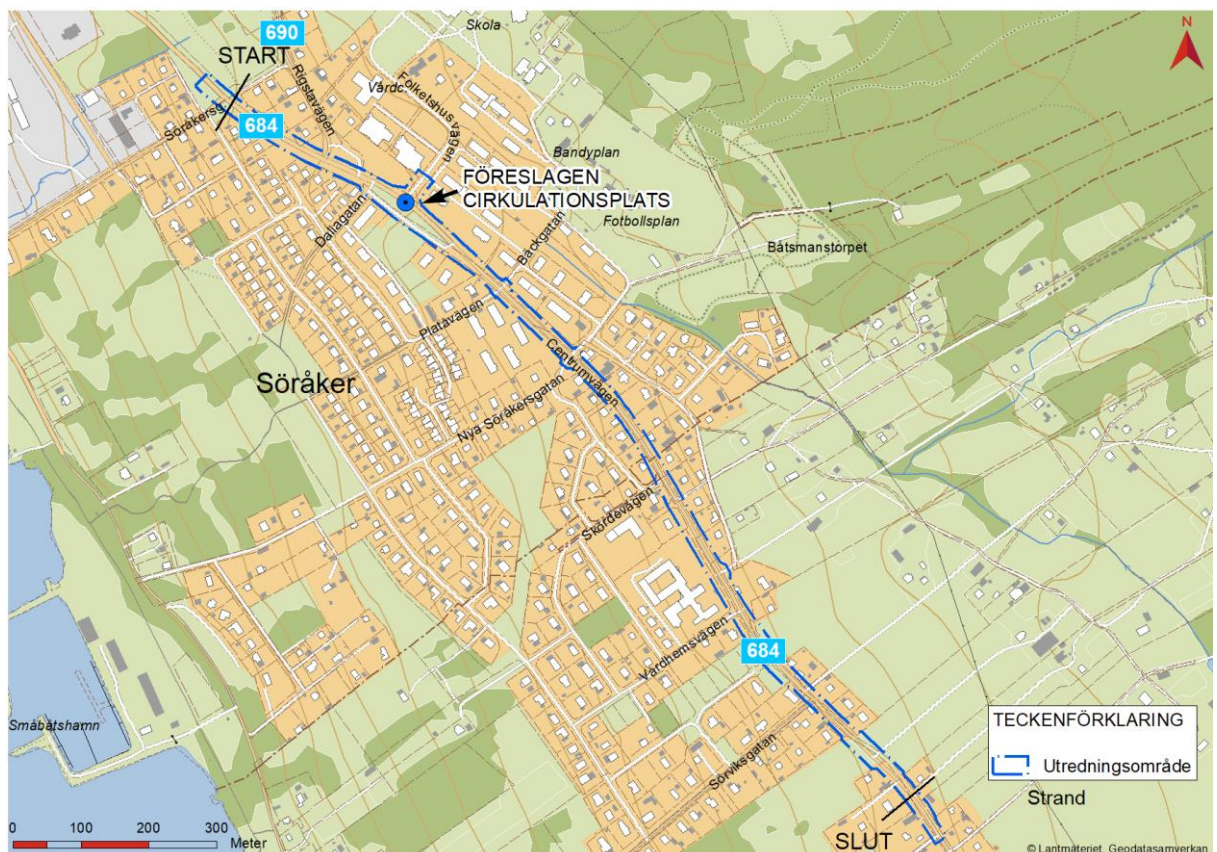 Skola
690
START
N
Rigstavägen
Folketshusvägen
Vårdc.
Söråkersg.
684
Bandyplan
FÖRESLAGEN
CIRKULATIONSPLATS
Fotbollsplan
Daliagatan
Bäckgatan
Båtsmanstorpet
Platåvägen
Centrumvägen
Söråker
Nya Söråkersgatan
Skördevägen
Vårdhemsvägen
684
Småbåtshamn
Sörviksgatan
TECKENFÖRKLARING
Utredningsområde
Strand
SLUT
0 100 200 300
Meter
© Lantmäteriet, Geodatasamverkan